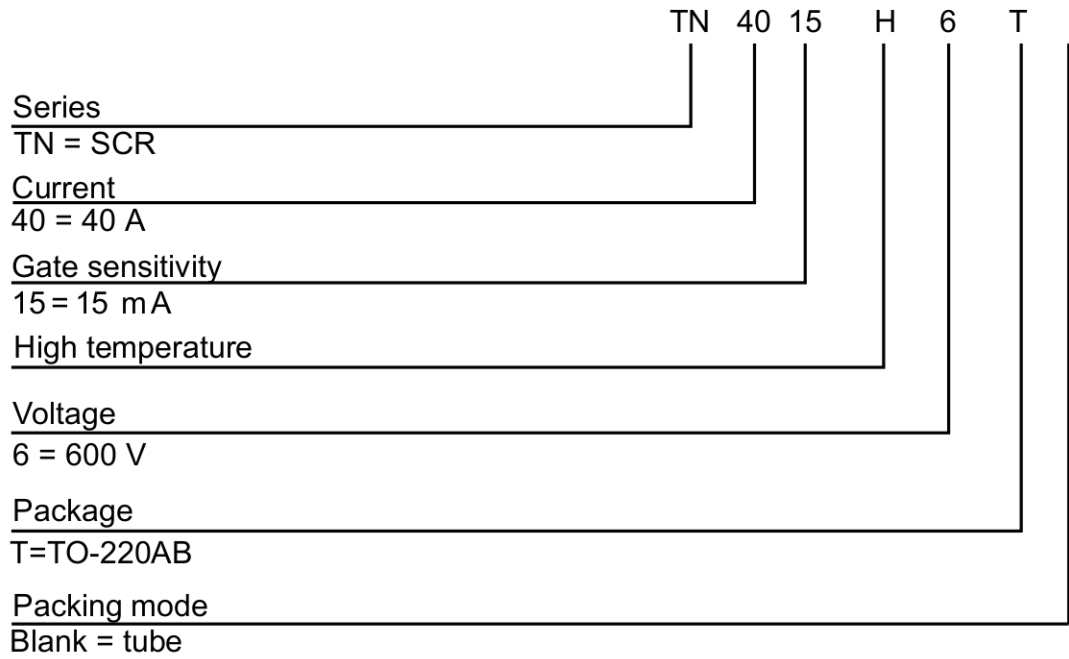 TN 40 15 H 6 T
Series
TN = SCR
Current
40 = 40 A
Gate sensitivity
15 = 15 mA
High temperature
Voltage
6 = 600 V
Package
T=TO-220AB
Packing mode
Blank = tube